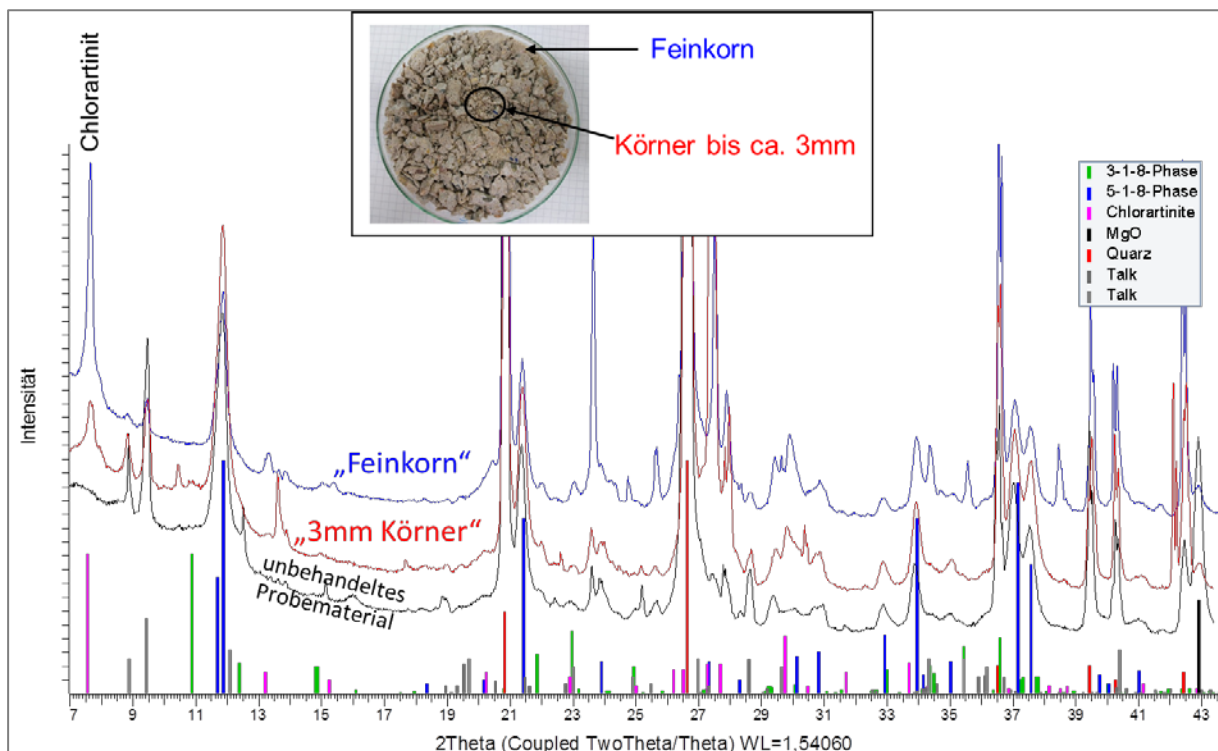 Feinkorn
Körner bis ca. 3mm
Chlorartinit
3-1-8-Phase
5-1-8-Phase
Chlorartinite
MgO
Quarz
Talk
Talk
Intensität
„Feinkorn“
„3mm Körner“
unbehandeltes
Probematerial
7 9 11 13 15 17 19 21 23 25 27 29 31 33 35 37 39 41 43
2Theta (Coupled TwoTheta/Theta) WL=1,54060